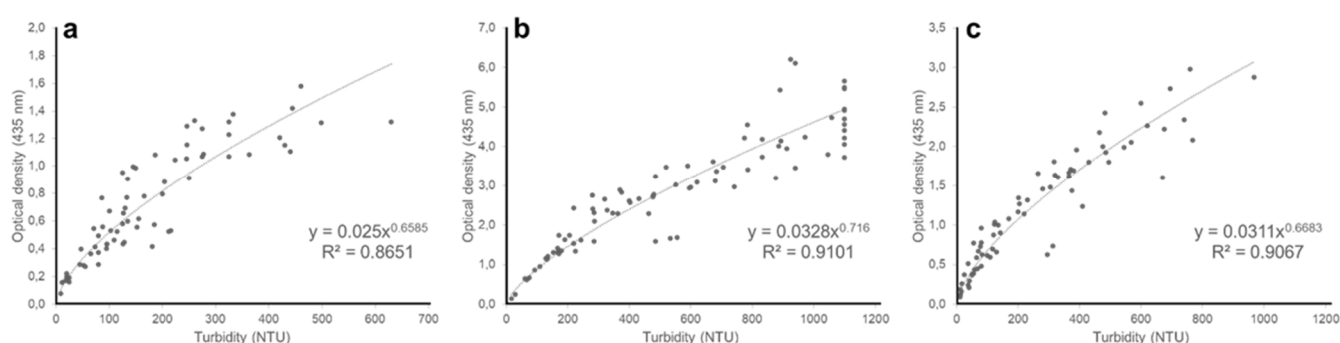 a
2,0
1,8
1,6
1,4
1,2
1,0
0,8
0,6
0,4
0,2
0,0
Optical density (435 nm)
y = 0.025x^0.6585
R² = 0.8651
0 100 200 300 400 500 600 700
Turbidity (NTU)
b
7,0
6,0
5,0
4,0
3,0
2,0
1,0
0,0
Optical density (435 nm)
y = 0.0328x^0.716
R² = 0.9101
0 200 400 600 800 1000 1200
Turbidity (NTU)
c
3,5
3,0
2,5
2,0
1,5
1,0
0,5
0,0
Optical density (435 nm)
y = 0.0311x^0.6683
R² = 0.9067
0 200 400 600 800 1000 1200
Turbidity (NTU)